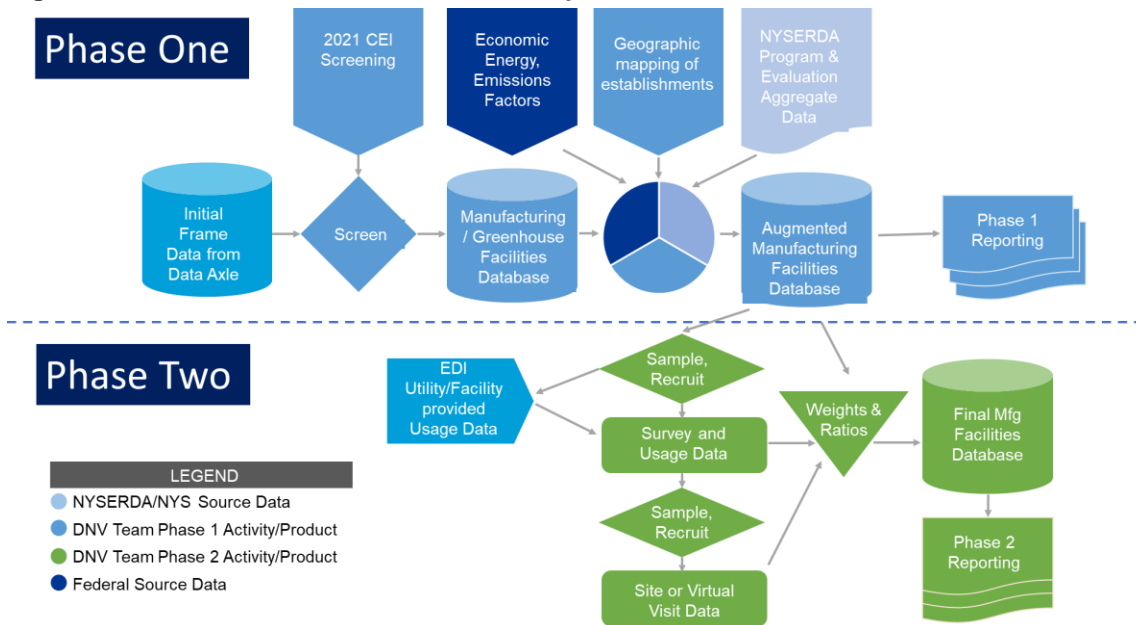 Phase One
2021 CEI
Screening
Economic
Energy,
Emissions
Factors
Geographic
mapping of
establishments
NYSERDA
Program &
Evaluation
Aggregate
Data
Initial
Frame
Data from
Data Axle
Screen
Manufacturing
/ Greenhouse
Facilities
Database
Augmented
Manufacturing
Facilities
Database
Phase 1
Reporting
Phase Two
EDI
Utility/Facility
provided
Usage Data
Sample,
Recruit
Survey and
Usage Data
Sample,
Recruit
Site or Virtual
Visit Data
Weights &
Ratios
Final Mfg
Facilities
Database
Phase 2
Reporting
LEGEND
NYSERDA/NYS Source Data
DNV Team Phase 1 Activity/Product
DNV Team Phase 2 Activity/Product
Federal Source Data